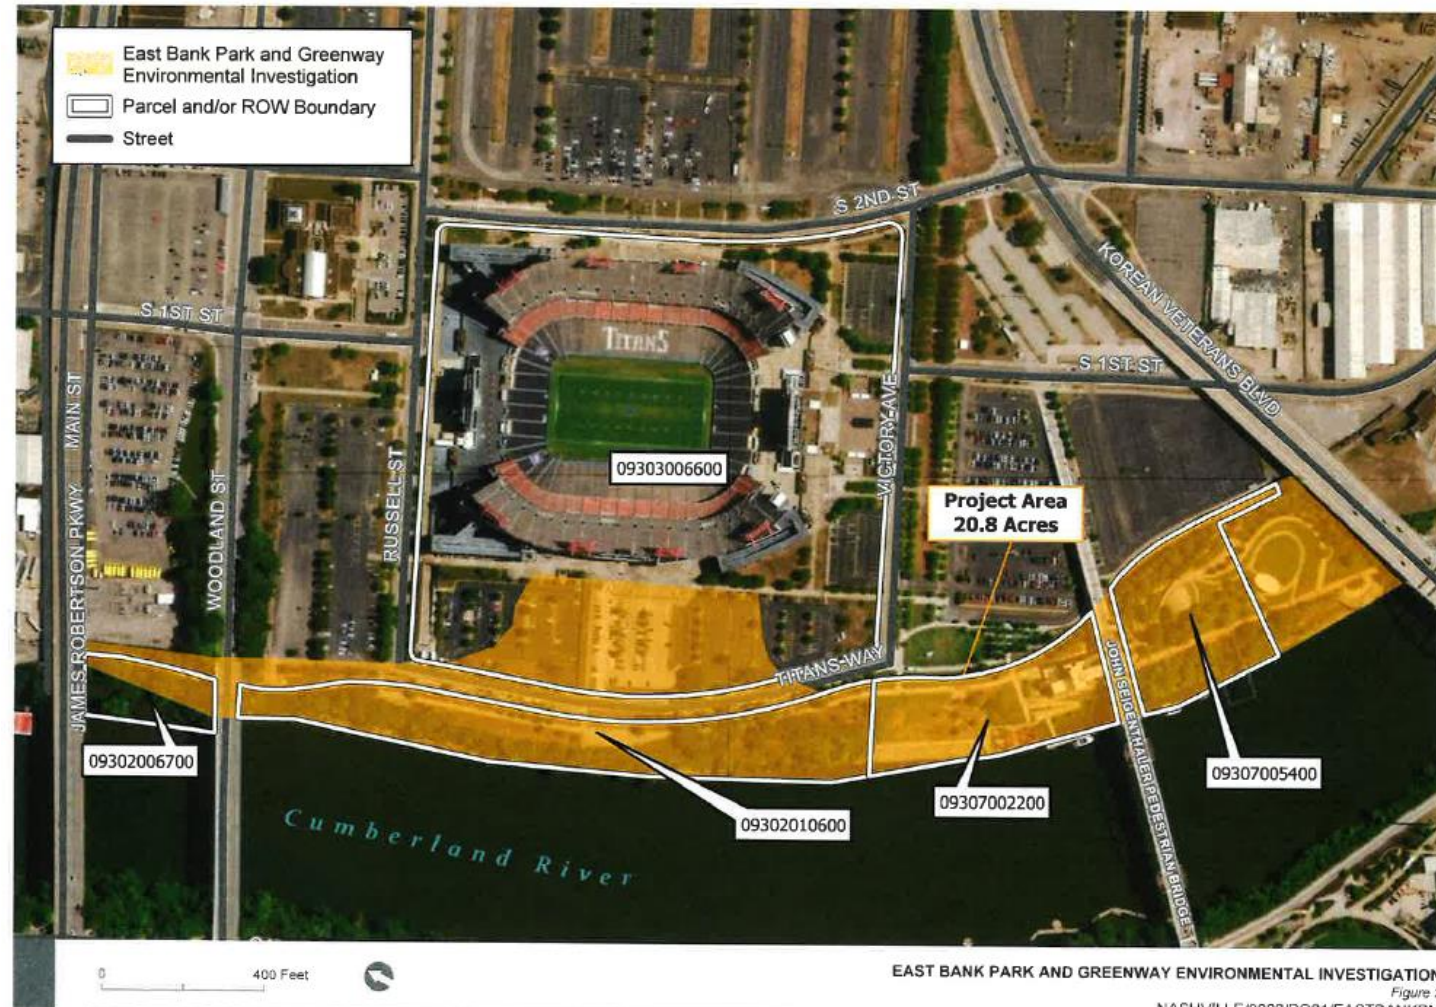 East Bank Park and Greenway
Environmental Investigation
Parcel and/or ROW Boundary
Street
S 2ND ST
KOREAN VETERANS BLVD
S 1ST ST
S 1ST ST
TITANS
MAIN ST
JAMES ROBERTSON PKWY
WOODLAND ST
RUSSELL ST
VICTORY AVE
09303006600
Project Area
20.8 Acres
TITANS WAY
JOHN SEIGENTHALER PEDESTRIAN BRIDGE
09302006700
09302010600
09307002200
09307005400
Cumberland River
0 400 Feet
EAST BANK PARK AND GREENWAY ENVIRONMENTAL INVESTIGATION
Figure